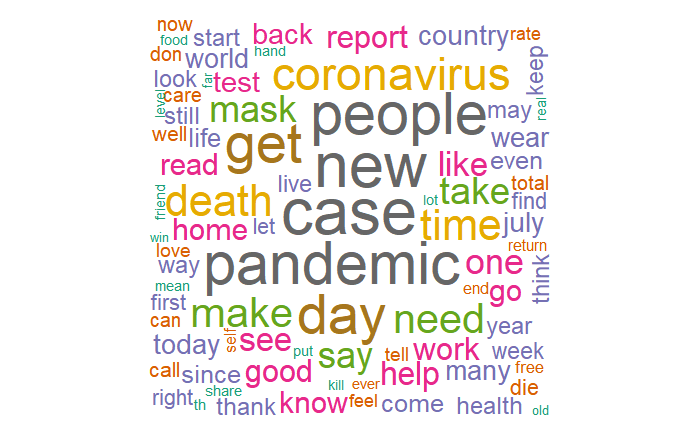 now
food
start
back
hand
report
country
rate
don
world
look
far
test
coronavirus
keep
level
care
still
mask
people
may
real
well
life
get
wear
read
new
like
even
friend
death
live
case
lot
take
total
find
win
home
let
time
july
love
way
pandemic
one
return
think
mean
first
end
go
can
make
day
need
year
today
self
see
put
say
tell
work
week
call
since
good
kill
ever
help
many
free
die
right
th
share
thank
know
feel
come
health
old